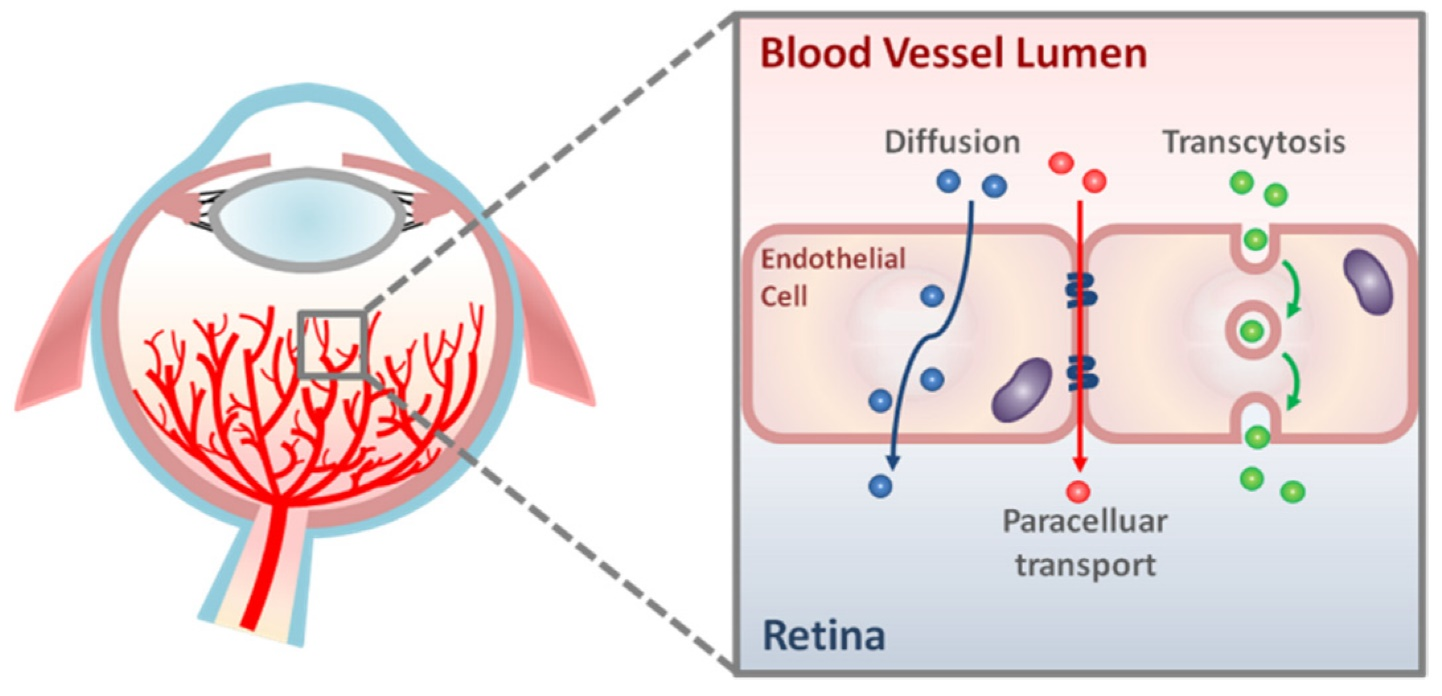 Blood Vessel Lumen
Diffusion
Transcytosis
Endothelial
Cell
Paracelluar
transport
Retina